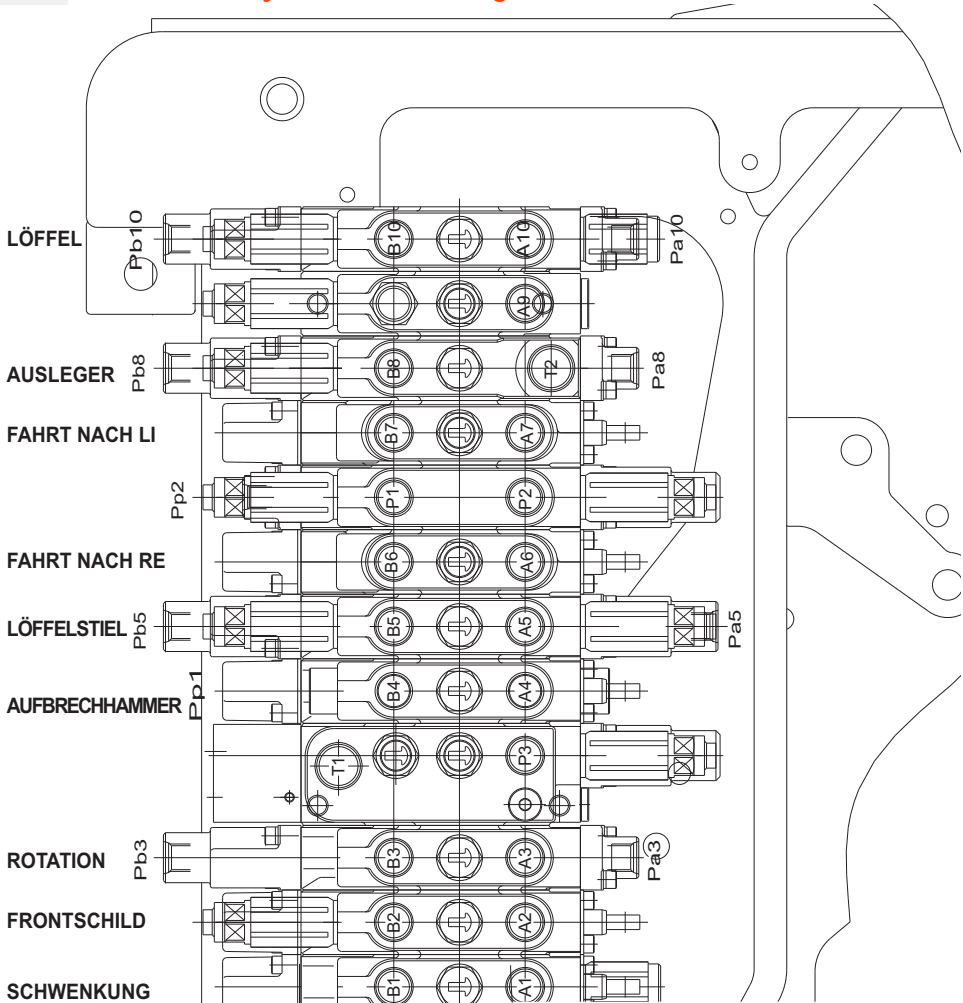 LÖFFEL Pb10 B10 A10 Pa10
A9
AUSLEGER Pb8 B8 T2 Pa8
FAHRT NACH LI B7 A7
Pp2 P1 P2
FAHRT NACH RE B6 A6
LÖFFELSTIEL Pb5 B5 A5 Pa5
AUFBRECHHAMMER Pp1 B4 A4
T1 P3
ROTATION Pb3 B3 A3 Pa3
FRONTSCHILD B2 A2
SCHWENKUNG B1 A1